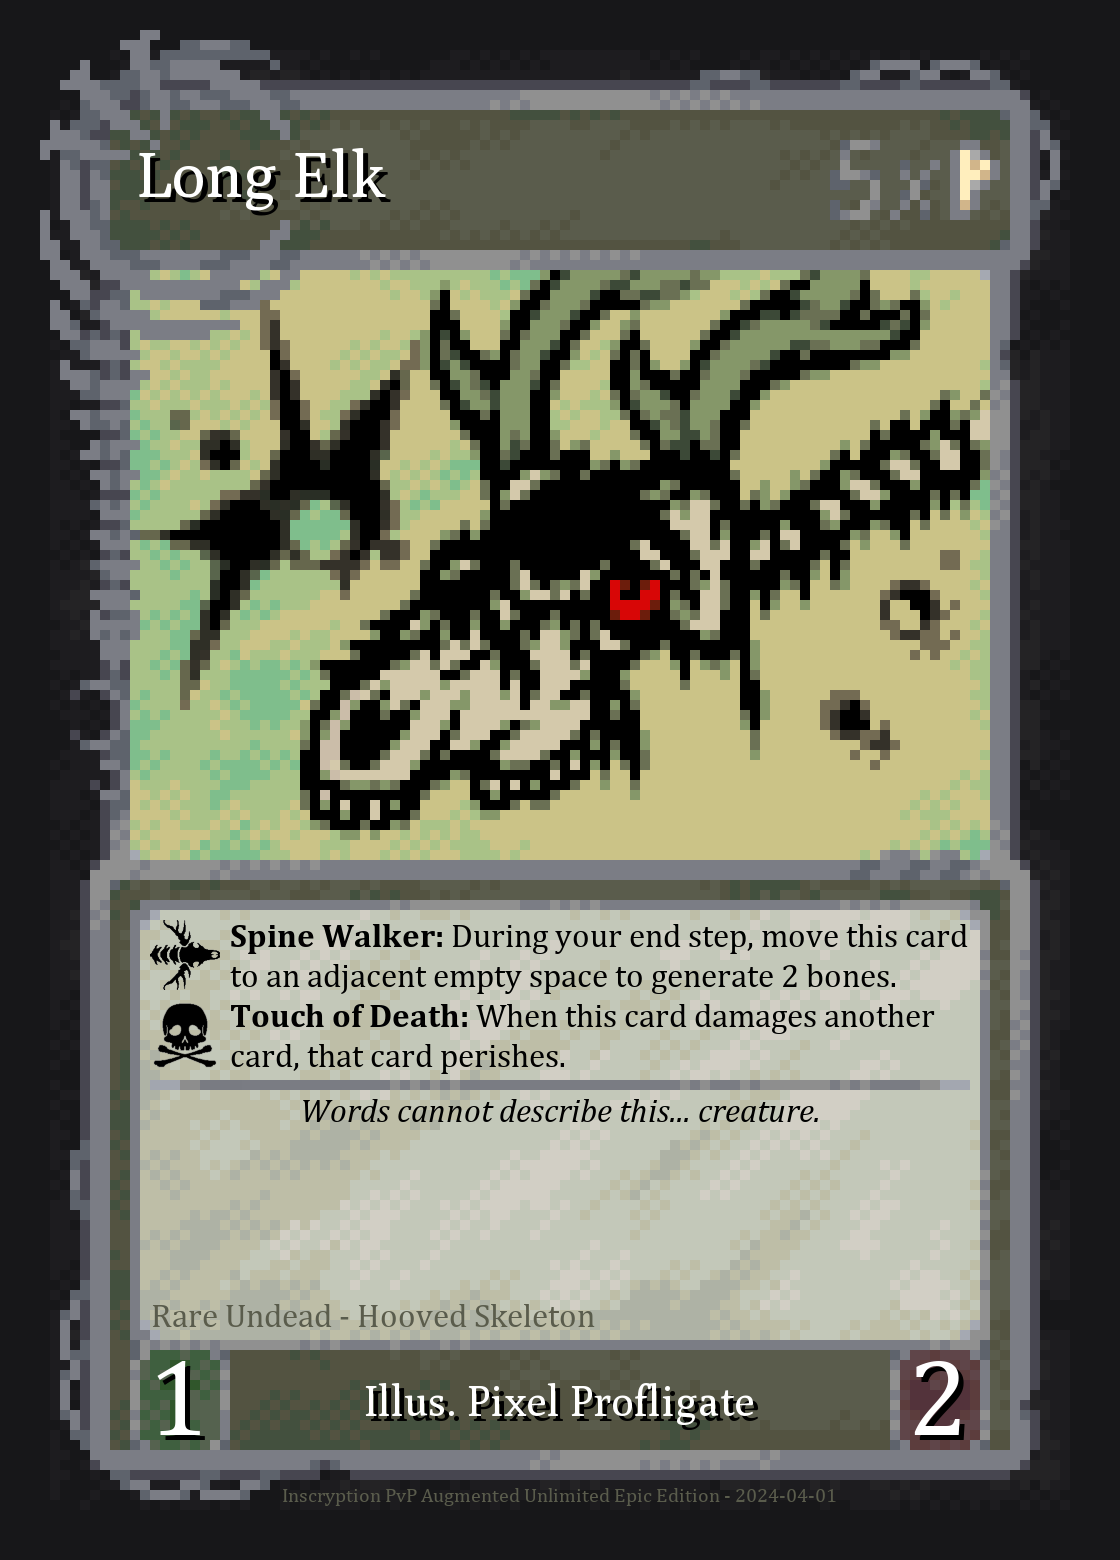 Long Elk
5x
Spine Walker: During your end step, move this card
to an adjacent empty space to generate 2 bones.
Touch of Death: When this card damages another
card, that card perishes.
Words cannot describe this... creature.
Rare Undead - Hooved Skeleton
1
Illus. Pixel Profligate
2
Inscryption PvP Augmented Unlimited Epic Edition - 2024-04-01